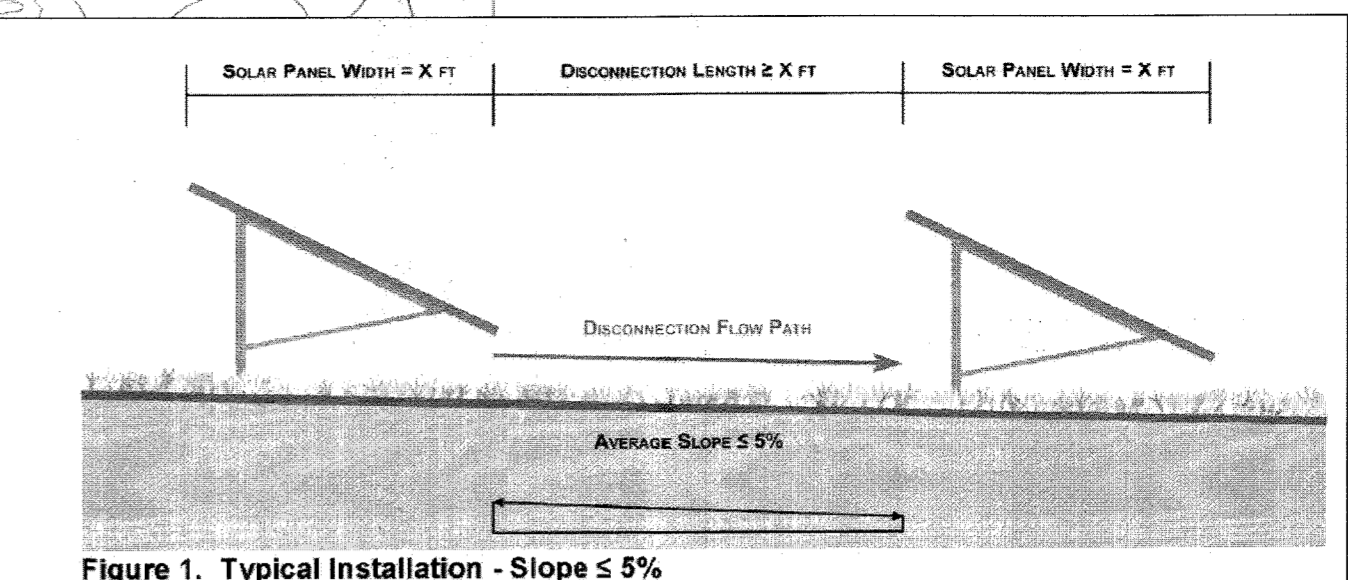 SOLAR PANEL WIDTH = X FT
DISCONNECTION LENGTH ≥ X FT
SOLAR PANEL WIDTH = X FT
DISCONNECTION FLOW PATH
AVERAGE SLOPE ≤ 5%
Figure 1. Typical Installation - Slope ≤ 5%